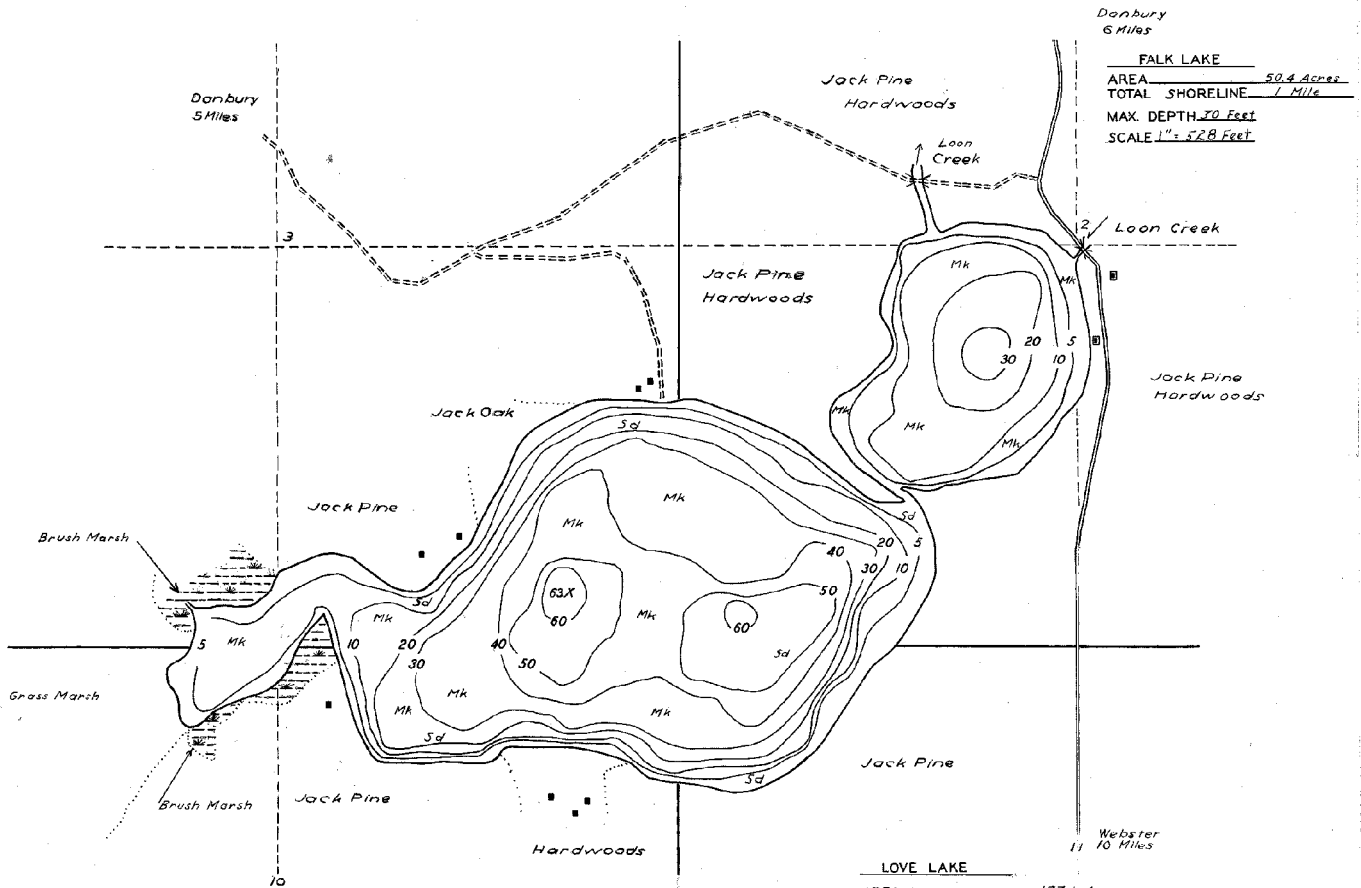 Danbury
6 Miles
FALK LAKE
AREA 50.4 Acres
TOTAL SHORELINE 1 Mile
MAX. DEPTH 30 Feet
SCALE 1"= 528 Feet
Jack Pine
Hardwoods
Danbury
5 Miles
Loon
Creek
3
2
Loon Creek
Jack Pine
Hardwoods
Mk
Mk
20
5
30
10
Jack Pine
Hardwoods
Jack Oak
Mk
Mk
Mk
Sd
Jack Pine
Mk
Mk
Sd
Brush Marsh
20
5
40
30
10
Sd
63X
50
Mk
60
Mk
60
5
Mk
10
20
40
Sd
30
50
Grass Marsh
Mk
Mk
Mk
Sd
Jack Pine
Sd
Brush Marsh
Jack Pine
Hardwoods
Webster
11 10 Miles
LOVE LAKE
10